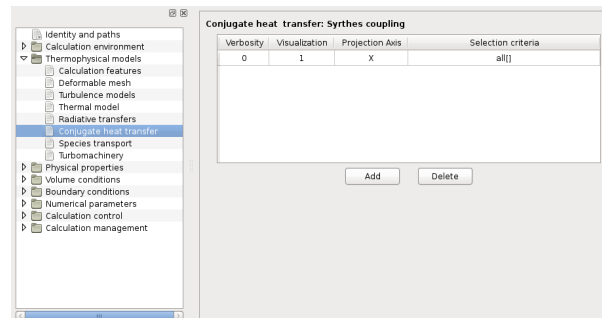 Identity and paths
Calculation environment
Thermophysical models
Calculation features
Deformable mesh
Turbulence models
Thermal model
Radiative transfers
Conjugate heat transfer
Species transport
Turbomachinery
Physical properties
Volume conditions
Boundary conditions
Numerical parameters
Calculation control
Calculation management
Conjugate heat transfer: Syrthes coupling
Verbosity Visualization Projection Axis Selection criteria
0 1 X all[]
Add Delete